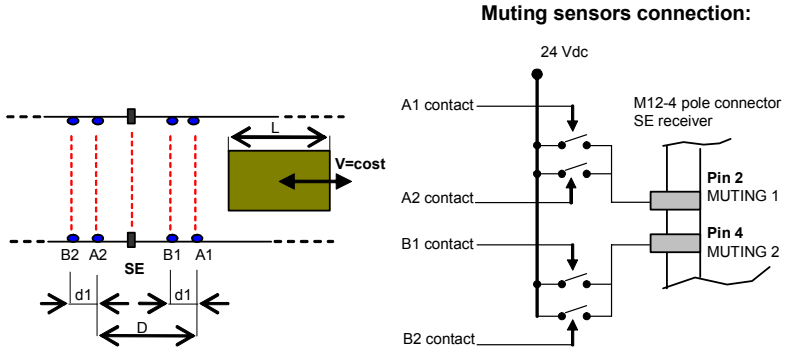 Muting sensors connection:
24 Vdc
A1 contact
M12-4 pole connector
SE receiver
L
V=cost
A2 contact
Pin 2
MUTING 1
B1 contact
Pin 4
MUTING 2
B2 A2 B1 A1
SE
d1 d1
D
B2 contact